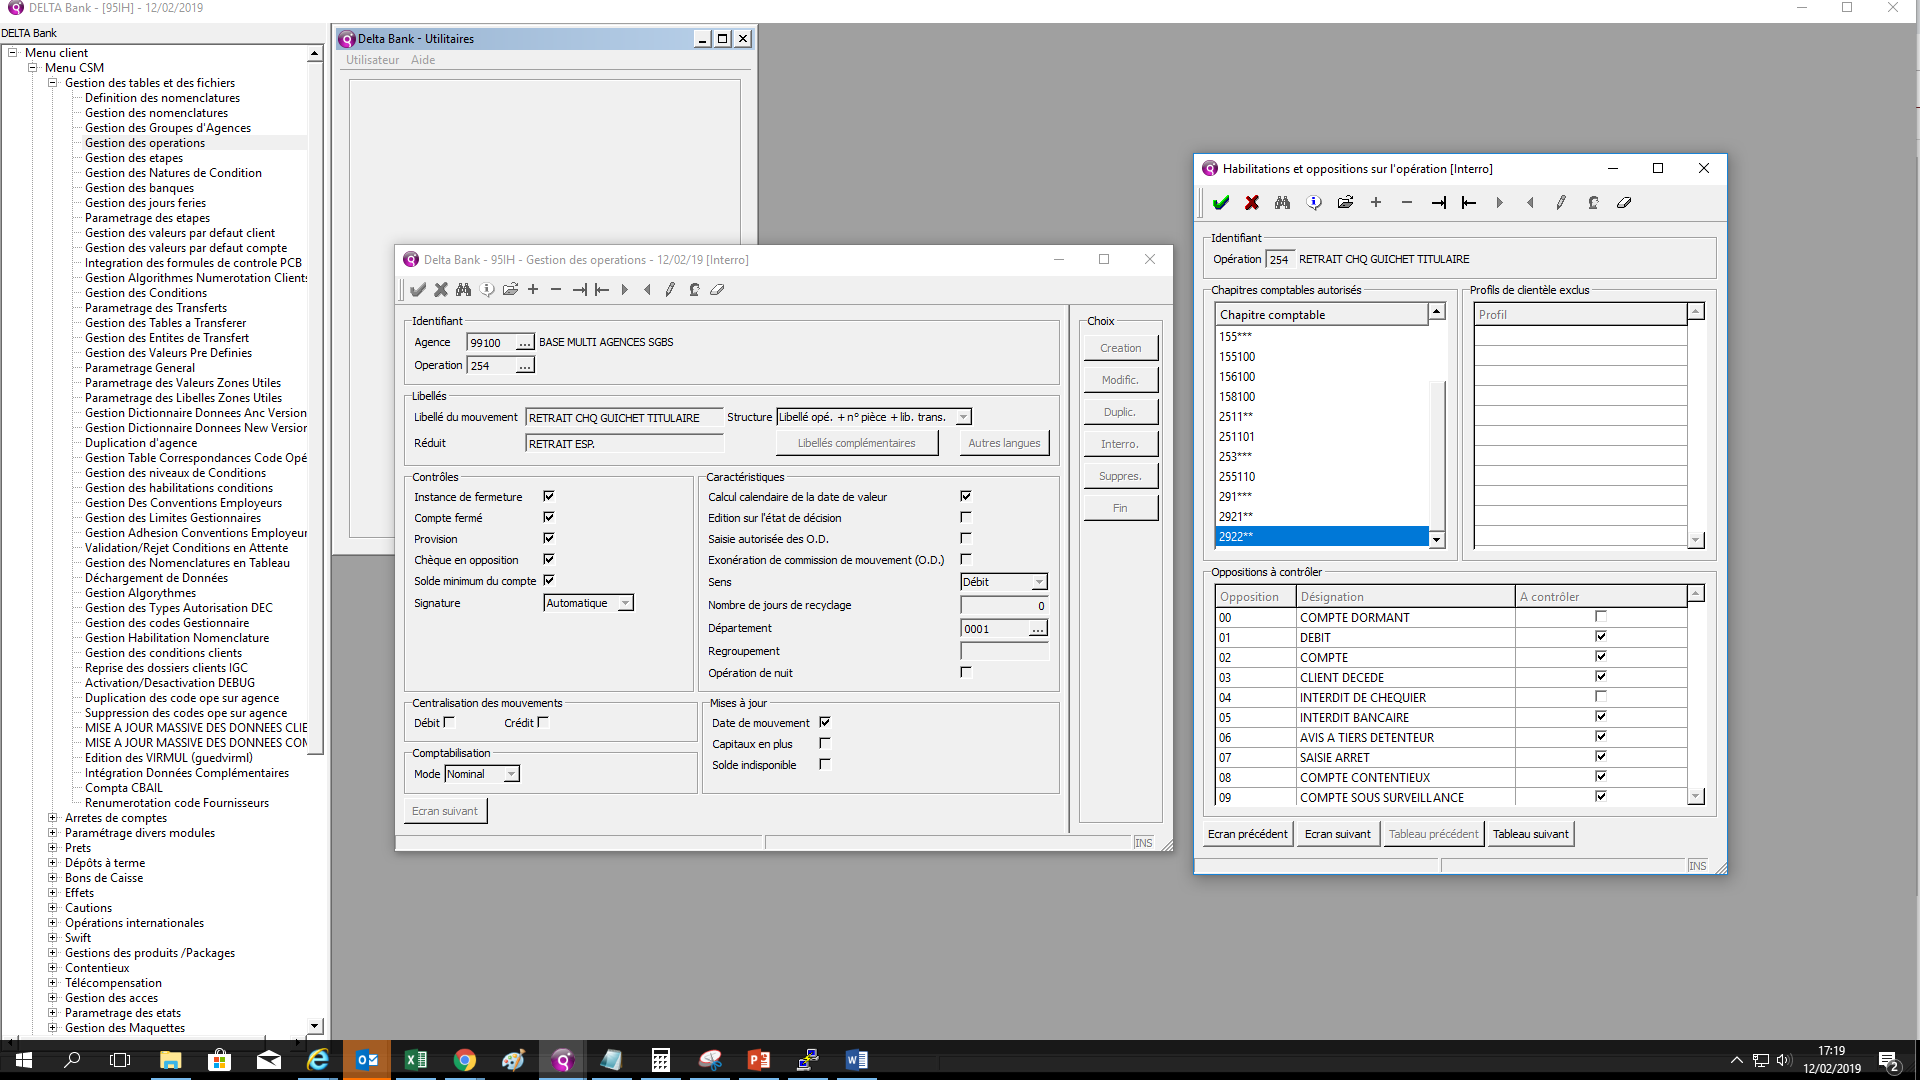 DELTA Bank - [95IH] - 12/02/2019
DELTA Bank
Menu client
Menu CSM
Gestion des tables et des fichiers
Definition des nomenclatures
Gestion des nomenclatures
Gestion des Groupes d'Agences
Gestion des operations
Gestion des etapes
Gestion des Natures de Condition
Gestion des banques
Gestion des jours feries
Parametrage des etapes
Gestion des valeurs par defaut client
Gestion des valeurs par defaut compte
Integration des formules de controle PCB
Gestion Algorithmes Numerotation Clients
Gestion des Conditions
Parametrage des Transferts
Gestion des Tables a Transferer
Gestion des Entites de Transfert
Gestion des Valeurs Pre Definies
Parametrage General
Parametrage des Valeurs Zones Utiles
Parametrage des Libelles Zones Utiles
Gestion Dictionnaire Donnees Anc Version
Gestion Dictionnaire Donnees New Version
Duplication d'agence
Gestion Table Correspondances Code Opé
Gestion des niveaux de Conditions
Gestion des habilitations conditions
Gestion Des Conventions Employeurs
Gestion des Limites Gestionnaires
Gestion Adhesion Conventions Employeur
Validation/Rejet Conditions en Attente
Gestion des Nomenclatures en Tableau
Déchargement de Données
Gestion Algorythmes
Gestion des Types Autorisation DEC
Gestion des codes Gestionnaire
Gestion Habilitation Nomenclature
Gestion des conditions clients
Reprise des dossiers clients IGC
Activation/Desactivation DEBUG
Duplication des code ope sur agence
Suppression des codes ope sur agence
MISE A JOUR MASSIVE DES DONNEES CLIE
MISE A JOUR MASSIVE DES DONNEES COM
Edition des VIRMUL (guedvirml)
Intégration Données Complémentaires
Compta CBAIL
Renumerotation code Fournisseurs
Arretes de comptes
Paramétrage divers modules
Prets
Dépôts à terme
Bons de Caisse
Effets
Cautions
Opérations internationales
Swift
Gestions des produits /Packages
Contentieux
Télécompensation
Gestion des acces
Parametrage des etats
Gestion des Maquettes
Delta Bank - Utilitaires
Utilisateur Aide
Delta Bank - 95IH - Gestion des operations - 12/02/19 [Interro]
Identifiant
Agence 99100 ... BASE MULTI AGENCES SGBS
Operation 254 ...
Libellés
Libellé du mouvement RETRAIT CHQ GUICHET TITULAIRE Structure Libellé opé. + n° pièce + lib. trans.
Réduit RETRAIT ESP. Libellés complémentaires Autres langues
Contrôles
Instance de fermeture
Compte fermé
Provision
Chèque en opposition
Solde minimum du compte
Signature Automatique
Caractéristiques
Calcul calendaire de la date de valeur
Edition sur l'état de décision
Saisie autorisée des O.D.
Exonération de commission de mouvement (O.D.)
Sens Débit
Nombre de jours de recyclage 0
Département 0001 ...
Regroupement
Opération de nuit
Centralisation des mouvements
Débit Crédit
Comptabilisation
Mode Nominal
Mises à jour
Date de mouvement
Capitaux en plus
Solde indisponible
Ecran suivant
Choix
Creation
Modific.
Duplic.
Interro.
Suppres.
Fin
INS
Habilitations et oppositions sur l'opération [Interro]
Identifiant
Opération 254 RETRAIT CHQ GUICHET TITULAIRE
Chapitres comptables autorisés
Chapitre comptable
155***
155100
156100
158100
2511**
251101
253***
255110
291***
2921**
2922**
Profils de clientèle exclus
Profil
Oppositions à contrôler
Opposition Désignation A contrôler
00 COMPTE DORMANT
01 DEBIT
02 COMPTE
03 CLIENT DECEDE
04 INTERDIT DE CHEQUIER
05 INTERDIT BANCAIRE
06 AVIS A TIERS DETENTEUR
07 SAISIE ARRET
08 COMPTE CONTENTIEUX
09 COMPTE SOUS SURVEILLANCE
Ecran précédent Ecran suivant Tableau précédent Tableau suivant
INS
17:19
12/02/2019
2